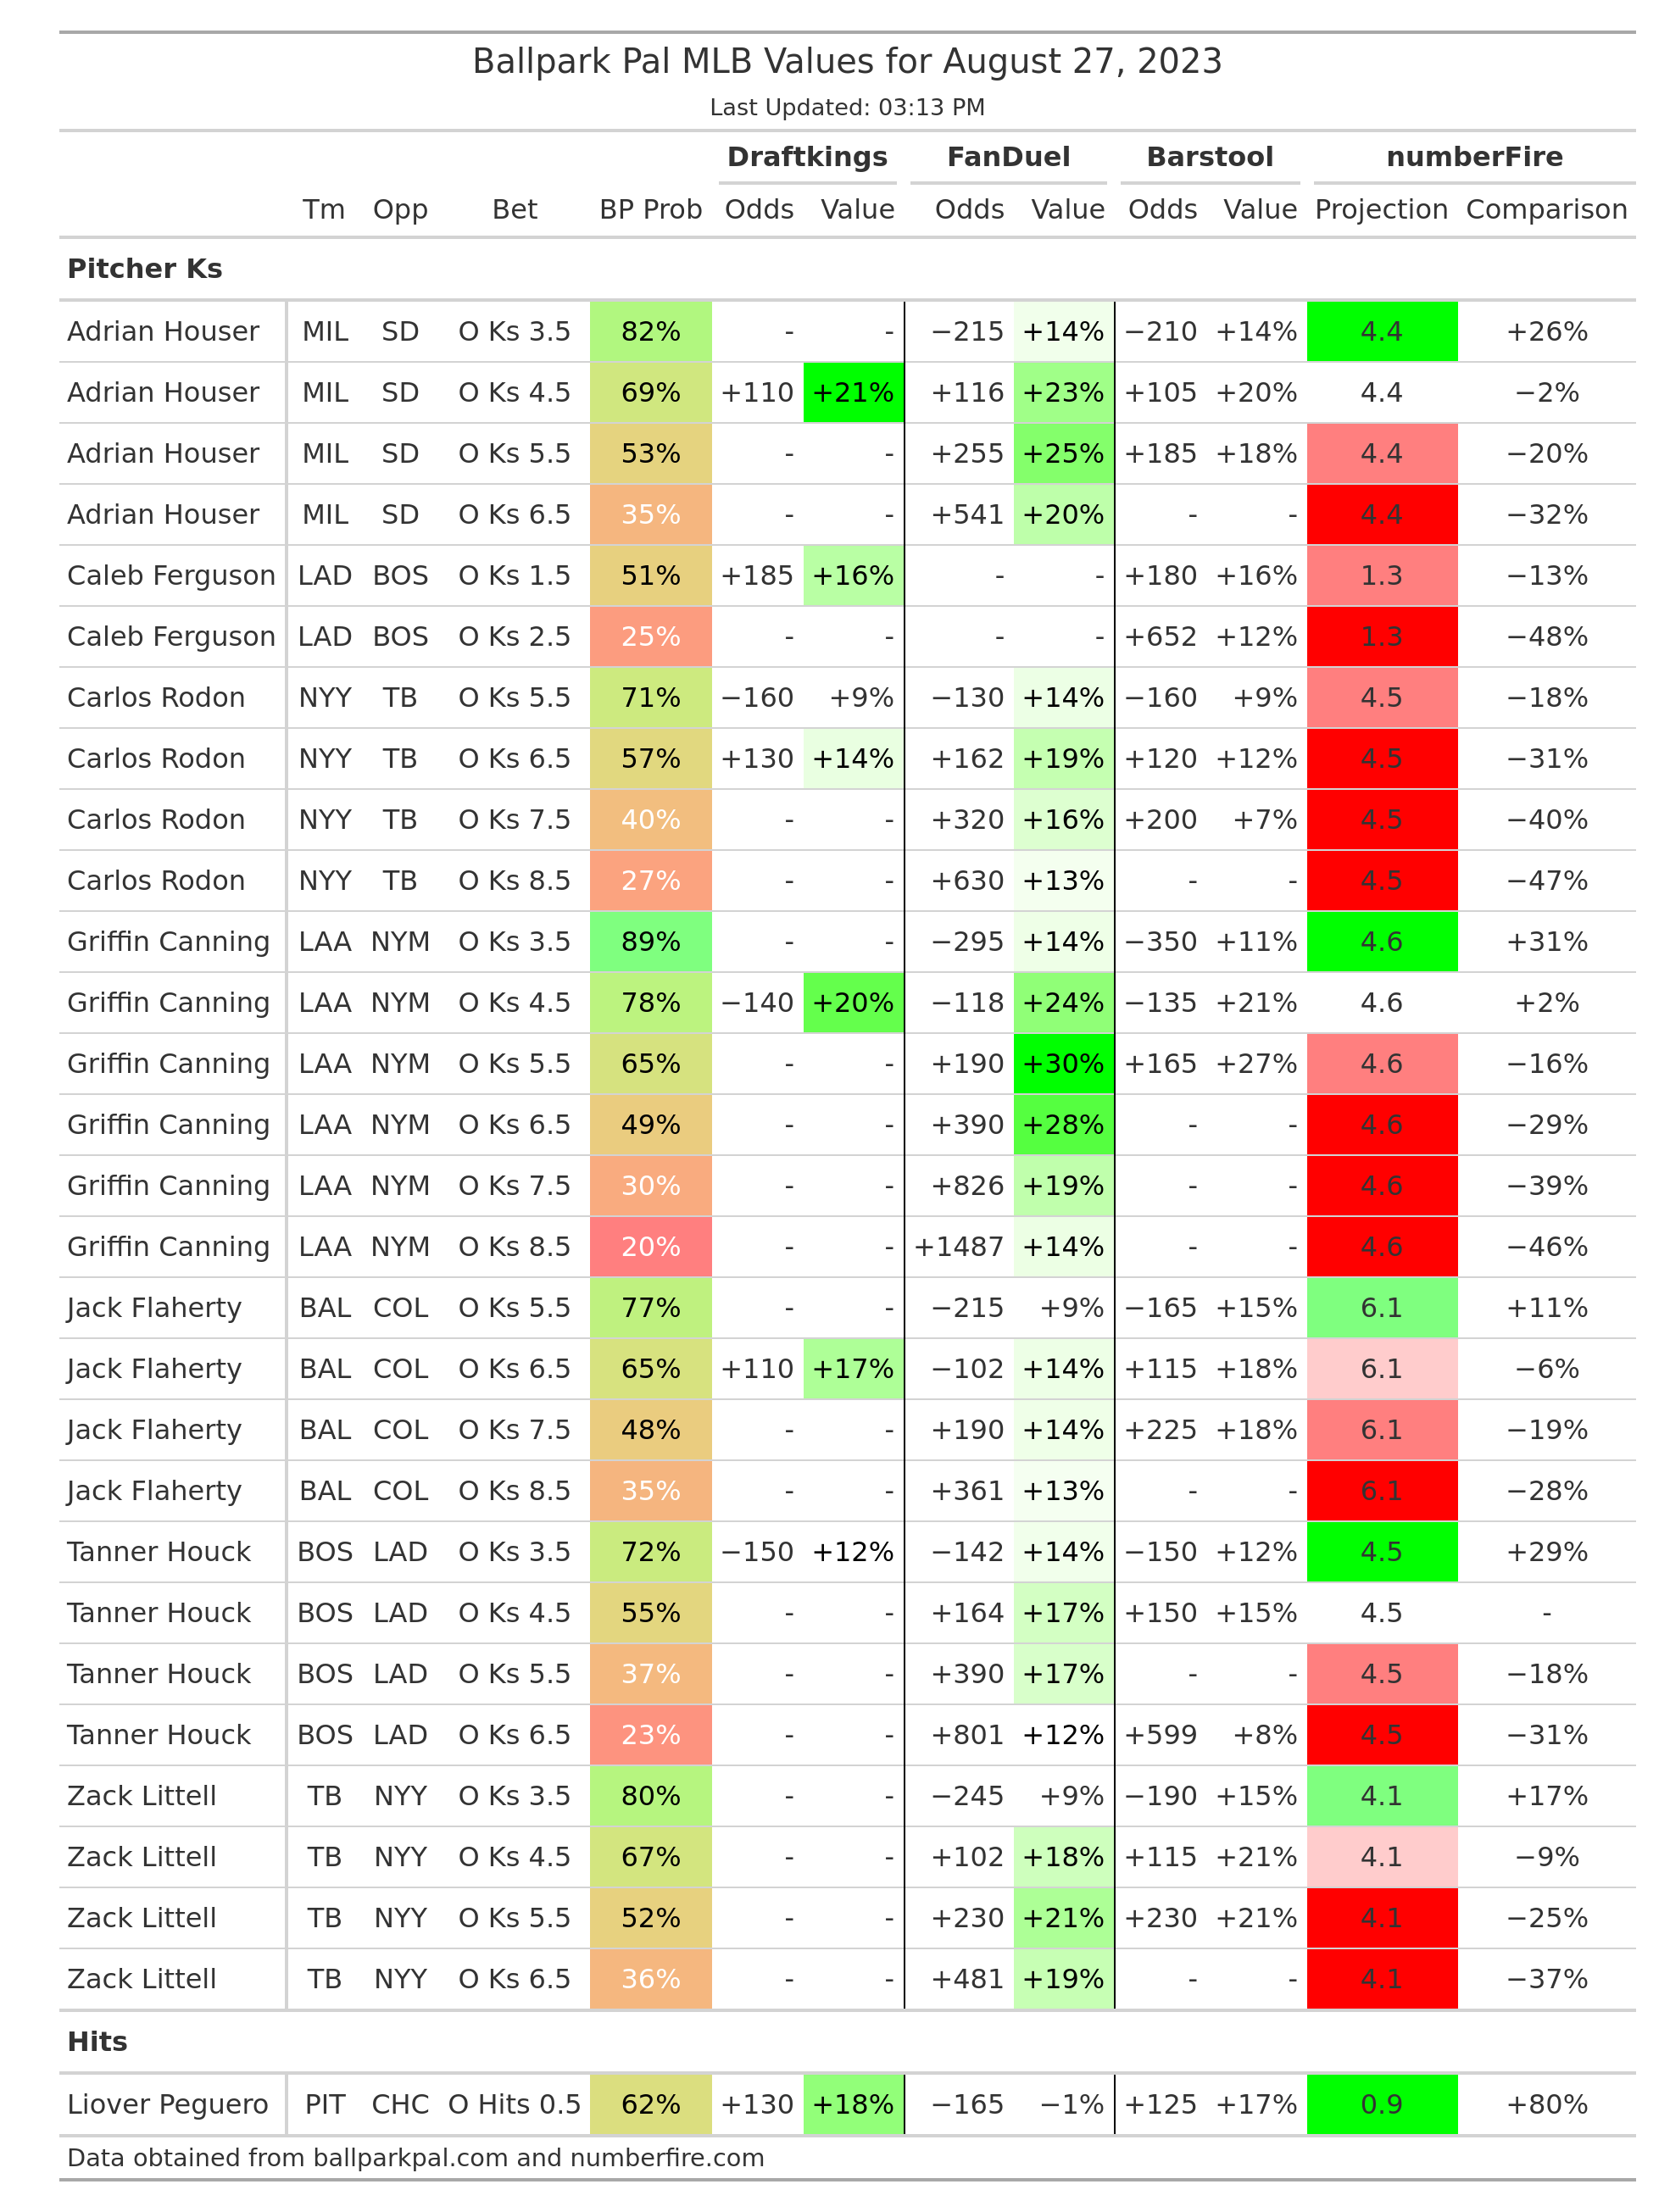 Ballpark Pal MLB Values for August 27, 2023
Last Updated: 03:13 PM
Draftkings FanDuel Barstool numberFire
Tm Opp Bet BP Prob Odds Value Odds Value Odds Value Projection Comparison
Pitcher Ks
Adrian Houser MIL SD O Ks 3.5 82% - - −215 +14% −210 +14% 4.4 +26%
Adrian Houser MIL SD O Ks 4.5 69% +110 +21% +116 +23% +105 +20% 4.4 −2%
Adrian Houser MIL SD O Ks 5.5 53% - - +255 +25% +185 +18% 4.4 −20%
Adrian Houser MIL SD O Ks 6.5 35% - - +541 +20% - - 4.4 −32%
Caleb Ferguson LAD BOS O Ks 1.5 51% +185 +16% - - +180 +16% 1.3 −13%
Caleb Ferguson LAD BOS O Ks 2.5 25% - - - - +652 +12% 1.3 −48%
Carlos Rodon NYY TB O Ks 5.5 71% −160 +9% −130 +14% −160 +9% 4.5 −18%
Carlos Rodon NYY TB O Ks 6.5 57% +130 +14% +162 +19% +120 +12% 4.5 −31%
Carlos Rodon NYY TB O Ks 7.5 40% - - +320 +16% +200 +7% 4.5 −40%
Carlos Rodon NYY TB O Ks 8.5 27% - - +630 +13% - - 4.5 −47%
Griffin Canning LAA NYM O Ks 3.5 89% - - −295 +14% −350 +11% 4.6 +31%
Griffin Canning LAA NYM O Ks 4.5 78% −140 +20% −118 +24% −135 +21% 4.6 +2%
Griffin Canning LAA NYM O Ks 5.5 65% - - +190 +30% +165 +27% 4.6 −16%
Griffin Canning LAA NYM O Ks 6.5 49% - - +390 +28% - - 4.6 −29%
Griffin Canning LAA NYM O Ks 7.5 30% - - +826 +19% - - 4.6 −39%
Griffin Canning LAA NYM O Ks 8.5 20% - - +1487 +14% - - 4.6 −46%
Jack Flaherty BAL COL O Ks 5.5 77% - - −215 +9% −165 +15% 6.1 +11%
Jack Flaherty BAL COL O Ks 6.5 65% +110 +17% −102 +14% +115 +18% 6.1 −6%
Jack Flaherty BAL COL O Ks 7.5 48% - - +190 +14% +225 +18% 6.1 −19%
Jack Flaherty BAL COL O Ks 8.5 35% - - +361 +13% - - 6.1 −28%
Tanner Houck BOS LAD O Ks 3.5 72% −150 +12% −142 +14% −150 +12% 4.5 +29%
Tanner Houck BOS LAD O Ks 4.5 55% - - +164 +17% +150 +15% 4.5 -
Tanner Houck BOS LAD O Ks 5.5 37% - - +390 +17% - - 4.5 −18%
Tanner Houck BOS LAD O Ks 6.5 23% - - +801 +12% +599 +8% 4.5 −31%
Zack Littell TB NYY O Ks 3.5 80% - - −245 +9% −190 +15% 4.1 +17%
Zack Littell TB NYY O Ks 4.5 67% - - +102 +18% +115 +21% 4.1 −9%
Zack Littell TB NYY O Ks 5.5 52% - - +230 +21% +230 +21% 4.1 −25%
Zack Littell TB NYY O Ks 6.5 36% - - +481 +19% - - 4.1 −37%
Hits
Liover Peguero PIT CHC O Hits 0.5 62% +130 +18% −165 −1% +125 +17% 0.9 +80%
Data obtained from ballparkpal.com and numberfire.com